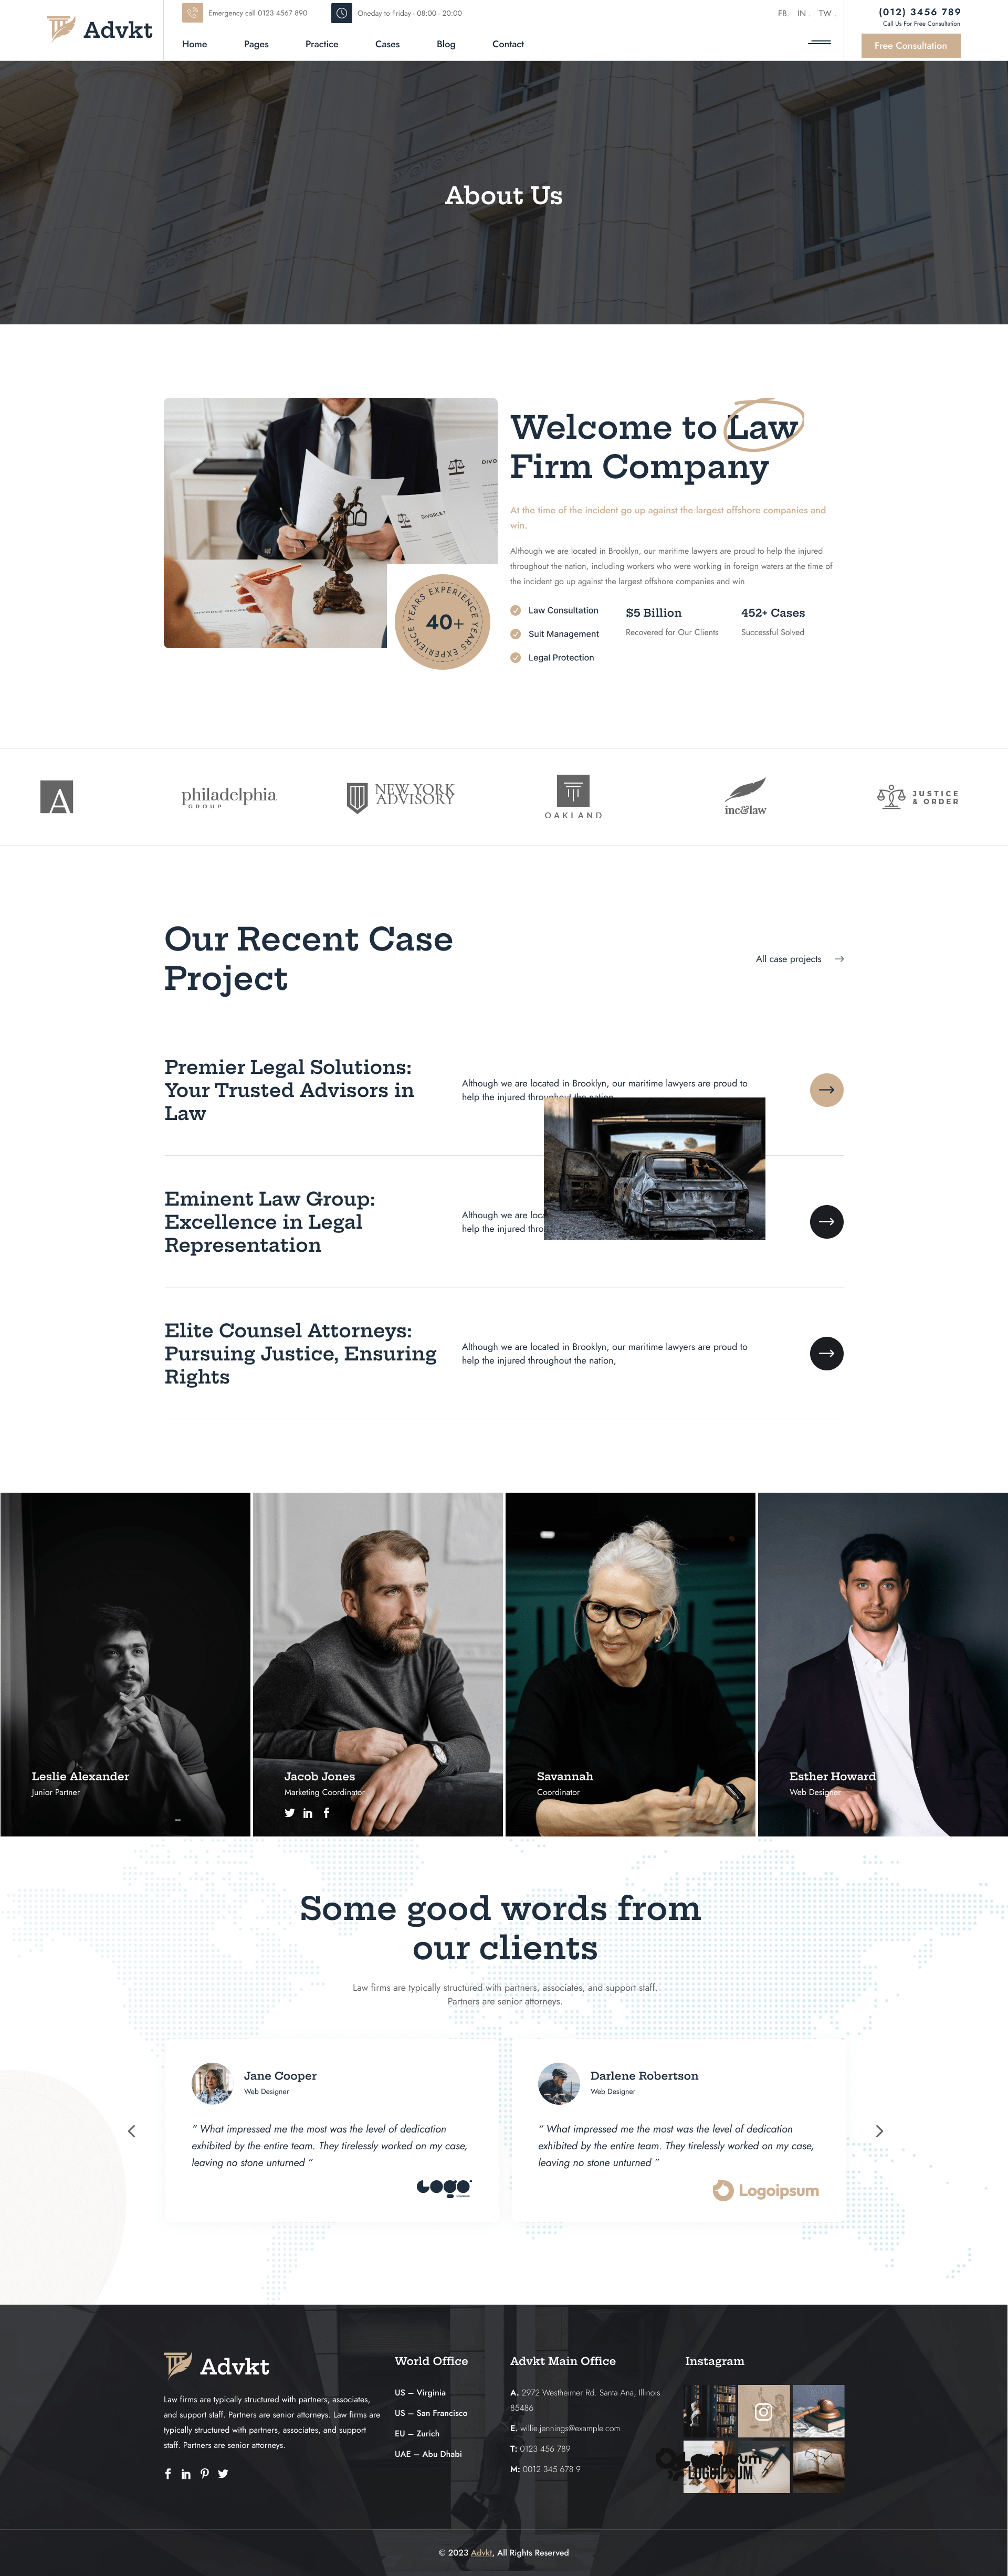 Advkt
Emergency call 0123 4567 890
Oneday to Friday - 08:00 - 20:00
FB. IN . TW .
(012) 3456 789
Call Us For Free Consultation
Home Pages Practice Cases Blog Contact
Free Consultation
About Us
Welcome to Law
Firm Company
At the time of the incident go up against the largest offshore companies and
win.
Although we are located in Brooklyn, our maritime lawyers are proud to help the injured
throughout the nation, including workers who were working in foreign waters at the time of
the incident go up against the largest offshore companies and win
Law Consultation
Suit Management
Legal Protection
$5 Billion
Recovered for Our Clients
452+ Cases
Successful Solved
DIVORCE
YEARS EXPERIENCE YEARS EXPERIENCE
40+
A
philadelphia
GROUP
NEW YORK
ADVISORY
OAKLAND
inc&law
JUSTICE
& ORDER
Our Recent Case
Project
All case projects
Premier Legal Solutions:
Your Trusted Advisors in
Law
Although we are located in Brooklyn, our maritime lawyers are proud to
help the injured throughout the nation
Eminent Law Group:
Excellence in Legal
Representation
Although we are loca
help the injured thro
Elite Counsel Attorneys:
Pursuing Justice, Ensuring
Rights
Although we are located in Brooklyn, our maritime lawyers are proud to
help the injured throughout the nation,
Leslie Alexander
Junior Partner
Jacob Jones
Marketing Coordinator
Savannah
Coordinator
Esther Howard
Web Designer
Some good words from
our clients
Law firms are typically structured with partners, associates, and support staff.
Partners are senior attorneys.
Jane Cooper
Web Designer
“ What impressed me the most was the level of dedication
exhibited by the entire team. They tirelessly worked on my case,
leaving no stone unturned ”
Darlene Robertson
Web Designer
“ What impressed me the most was the level of dedication
exhibited by the entire team. They tirelessly worked on my case,
leaving no stone unturned ”
Logoipsum
Advkt
Law firms are typically structured with partners, associates,
and support staff. Partners are senior attorneys. Law firms are
typically structured with partners, associates, and support
staff. Partners are senior attorneys.
World Office
US – Virginia
US – San Francisco
EU – Zurich
UAE – Abu Dhabi
Advkt Main Office
A. 2972 Westheimer Rd. Santa Ana, Illinois
85486
E. willie.jennings@example.com
T: 0123 456 789
M: 0012 345 678 9
Instagram
Logoipsum
LOGOIPSUM
© 2023 Advkt, All Rights Reserved